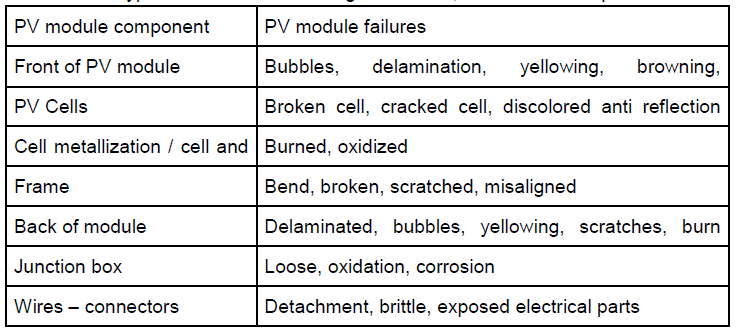 PV module component PV module failures
Front of PV module Bubbles, delamination, yellowing, browning,
PV Cells Broken cell, cracked cell, discolored anti reflection
Cell metallization / cell and Burned, oxidized
Frame Bend, broken, scratched, misaligned
Back of module Delaminated, bubbles, yellowing, scratches, burn
Junction box Loose, oxidation, corrosion
Wires – connectors Detachment, brittle, exposed electrical parts